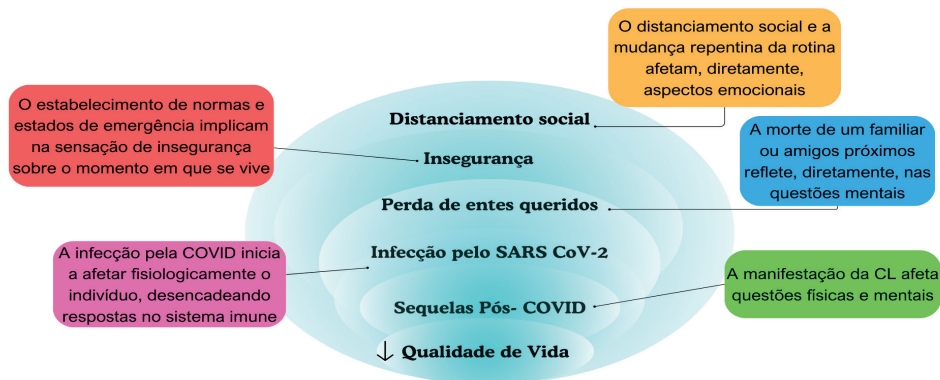 O distanciamento social e a
mudança repentina da rotina
afetam, diretamente,
aspectos emocionais
O estabelecimento de normas e
estados de emergência implicam
na sensação de insegurança
sobre o momento em que se vive
Distanciamento social
Insegurança
A morte de um familiar
ou amigos próximos
reflete, diretamente, nas
questões mentais
Perda de entes queridos
A infecção pela COVID inicia
a afetar fisiologicamente o
indivíduo, desencadeando
respostas no sistema imune
Infecção pelo SARS CoV-2
A manifestação da CL afeta
questões físicas e mentais
Sequelas Pós- COVID
↓ Qualidade de Vida